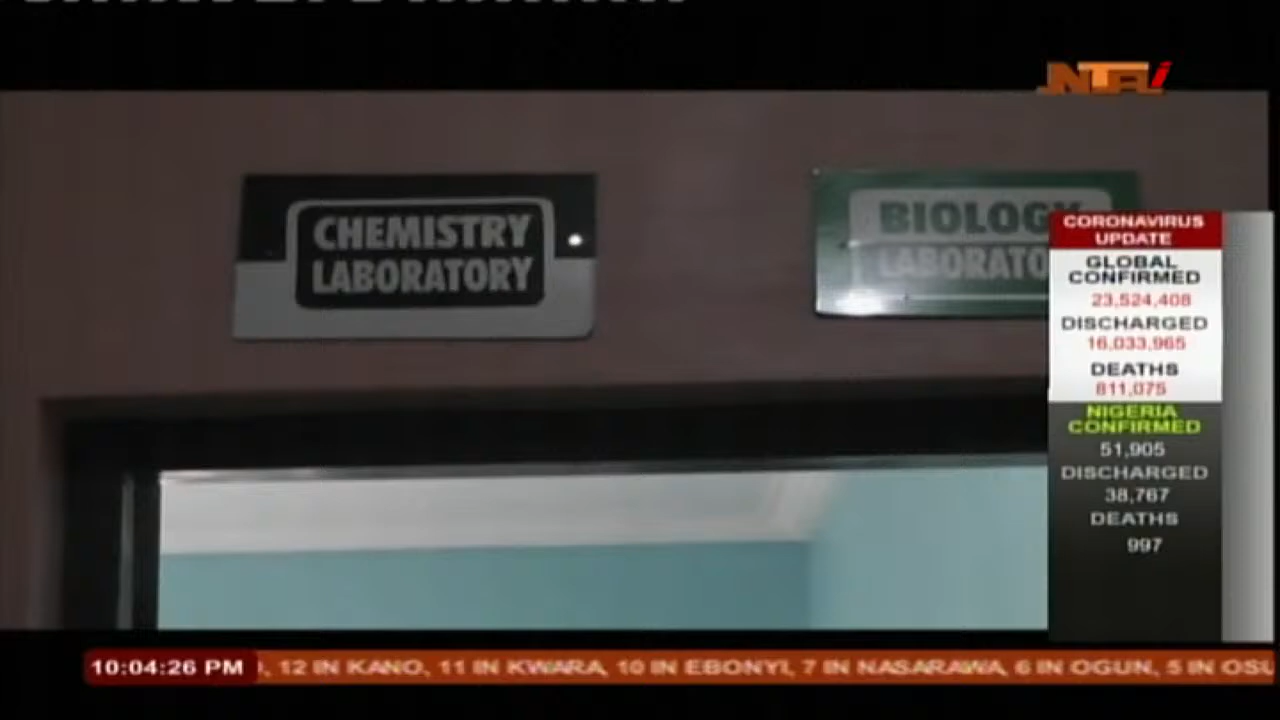 NTAi
CHEMISTRY
LABORATORY
BIOLOGY
LABORATO
CORONAVIRUS
UPDATE
GLOBAL
CONFIRMED
23,524,408
DISCHARGED
16,033,965
DEATHS
811,075
NIGERIA
CONFIRMED
51,905
DISCHARGED
38,767
DEATHS
997
10:04:26 PM , 12 IN KANO, 11 IN KWARA, 10 IN EBONYI, 7 IN NASARAWA, 6 IN OGUN, 5 IN OSU